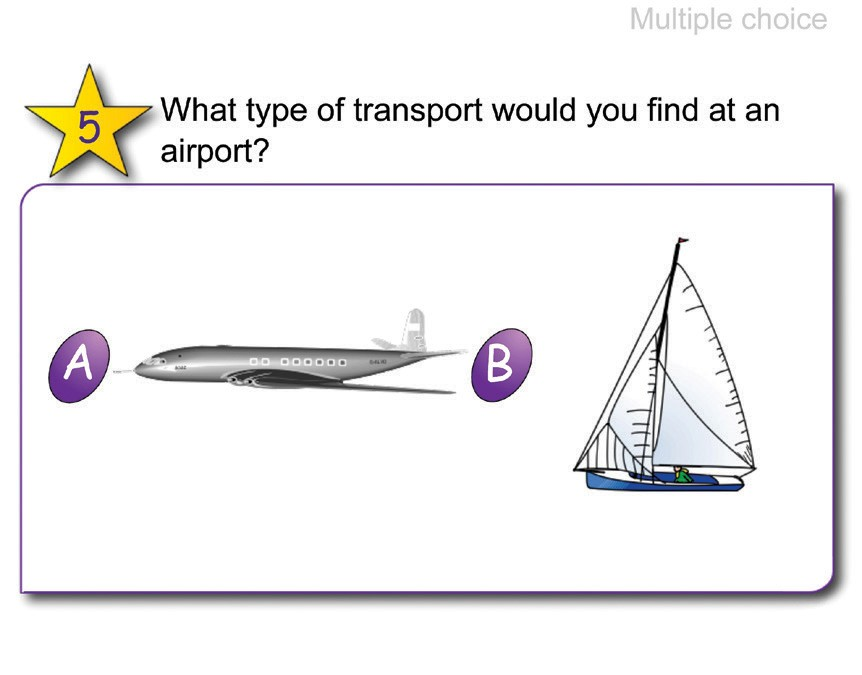 Multiple choice
5
What type of transport would you find at an
airport?
A
B